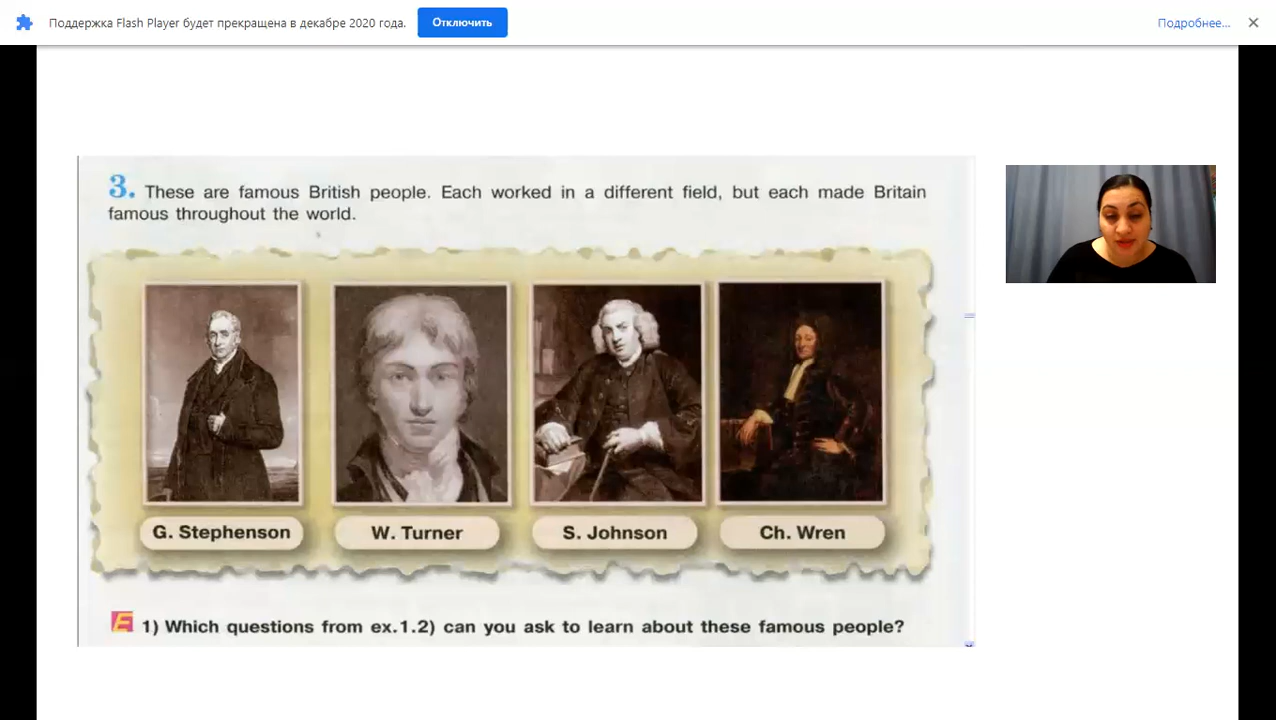 Поддержка Flash Player будет прекращена в декабре 2020 года. Отключить Подробнее...
3. These are famous British people. Each worked in a different field, but each made Britain
famous throughout the world.
G. Stephenson W. Turner S. Johnson Ch. Wren
E 1) Which questions from ex.1.2) can you ask to learn about these famous people?